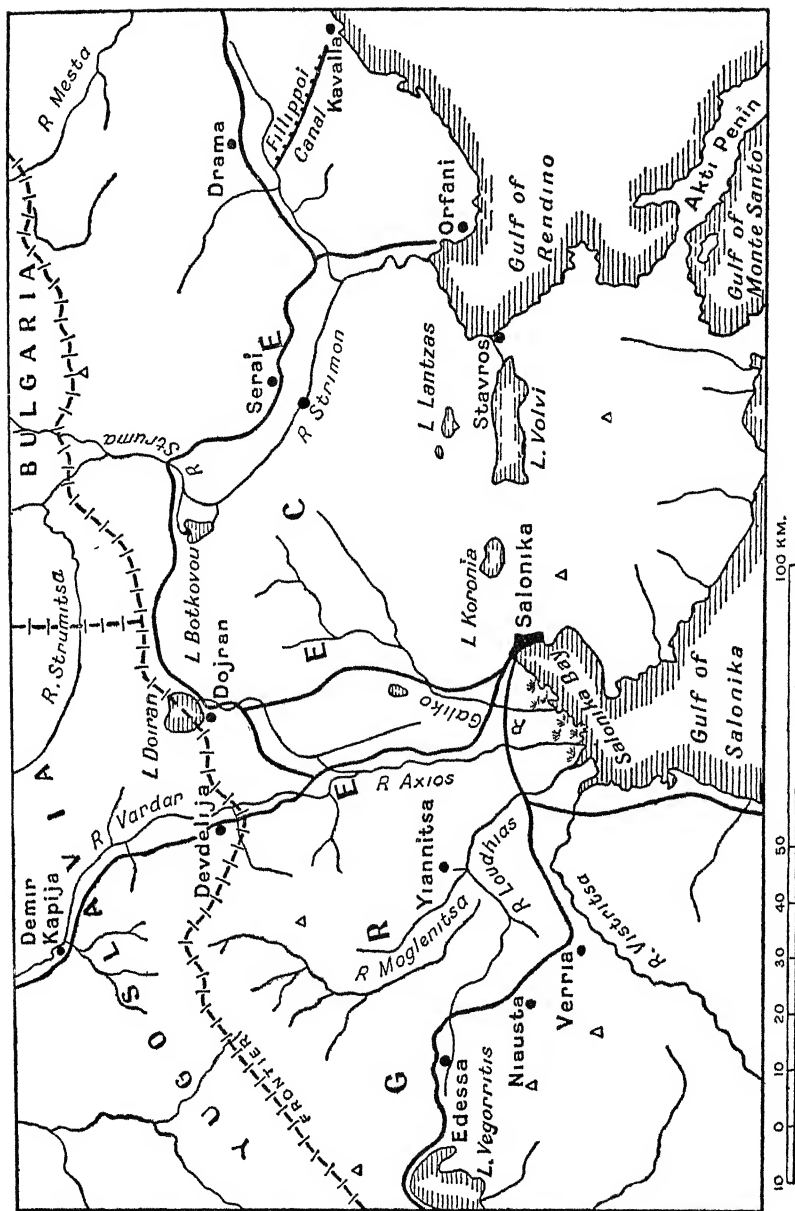 BULGARIA
R Mesta
R. Strumitsa
R Struma
Drama
Fillippoi
Canal
Kavalla
Serai
R Strimon
Orfani
Gulf of
Rendino
Akti Penin
Gulf of
Monte Santo
L Lantzas
Stavros
L. Volvi
L Botkovou
L Doiran
Dojran
L Koronia
Salonika
Salonika Bay
Gulf of
Salonika
R Galiko
YUGOSLAVIA
Demir
Kapija
R Vardar
Devdelija
R Axios
FRONTIER
GREECE
Yiannitsa
R Loudhias
R Moglenitsa
R. Vistritsa
Edessa
L. Vegorritis
Niausta
Verria
10 0 10 20 30 40 50 100 KM.